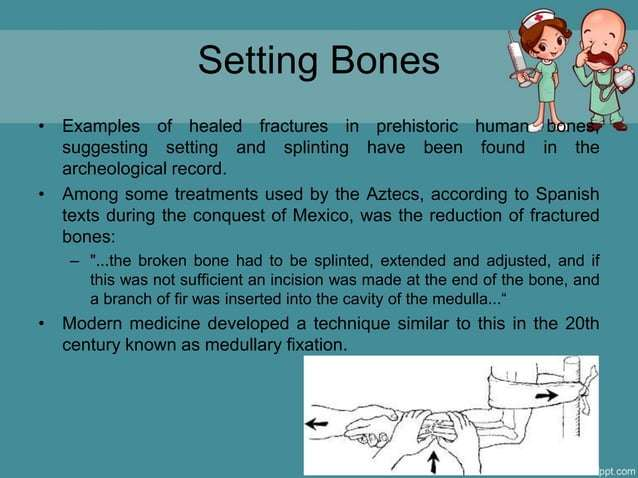 Setting Bones
• Examples of healed fractures in prehistoric human bones,
suggesting setting and splinting have been found in the
archeological record.
• Among some treatments used by the Aztecs, according to Spanish
texts during the conquest of Mexico, was the reduction of fractured
bones:
– "...the broken bone had to be splinted, extended and adjusted, and if
this was not sufficient an incision was made at the end of the bone, and
a branch of fir was inserted into the cavity of the medulla...“
• Modern medicine developed a technique similar to this in the 20th
century known as medullary fixation.
ppt.com